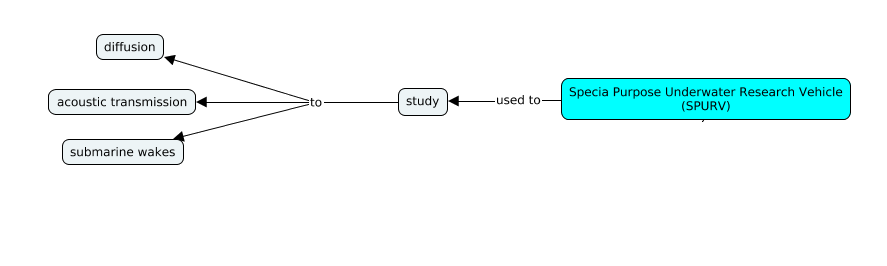 diffusion
acoustic transmission
submarine wakes
to
study
used to
Specia Purpose Underwater Research Vehicle
(SPURV)